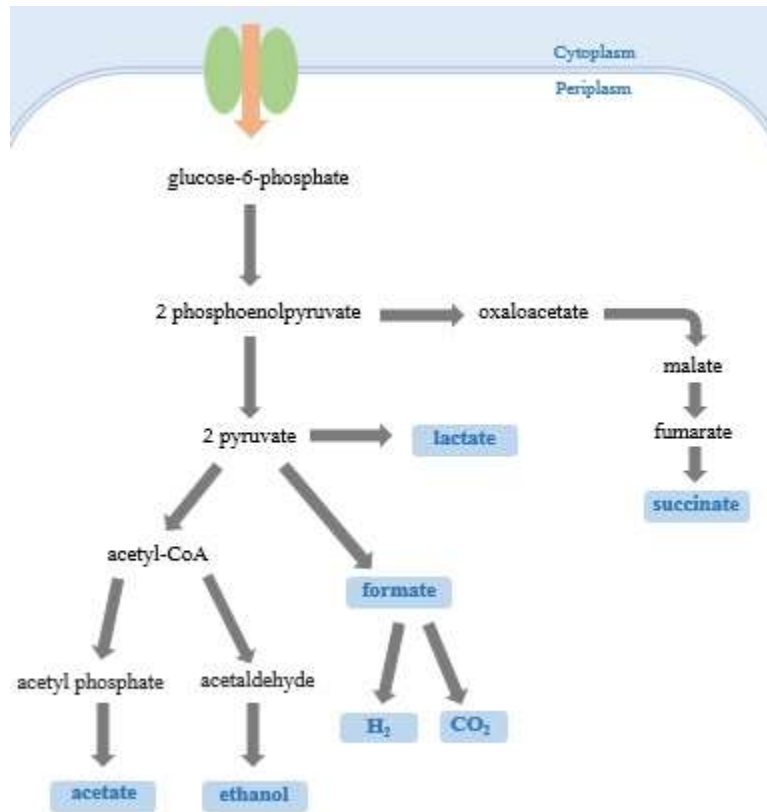 Cytoplasm
Periplasm
glucose-6-phosphate
2 phosphoenolpyruvate
oxaloacetate
malate
2 pyruvate
lactate
fumarate
succinate
acetyl-CoA
formate
acetyl phosphate
acetaldehyde
H₂
CO₂
acetate
ethanol